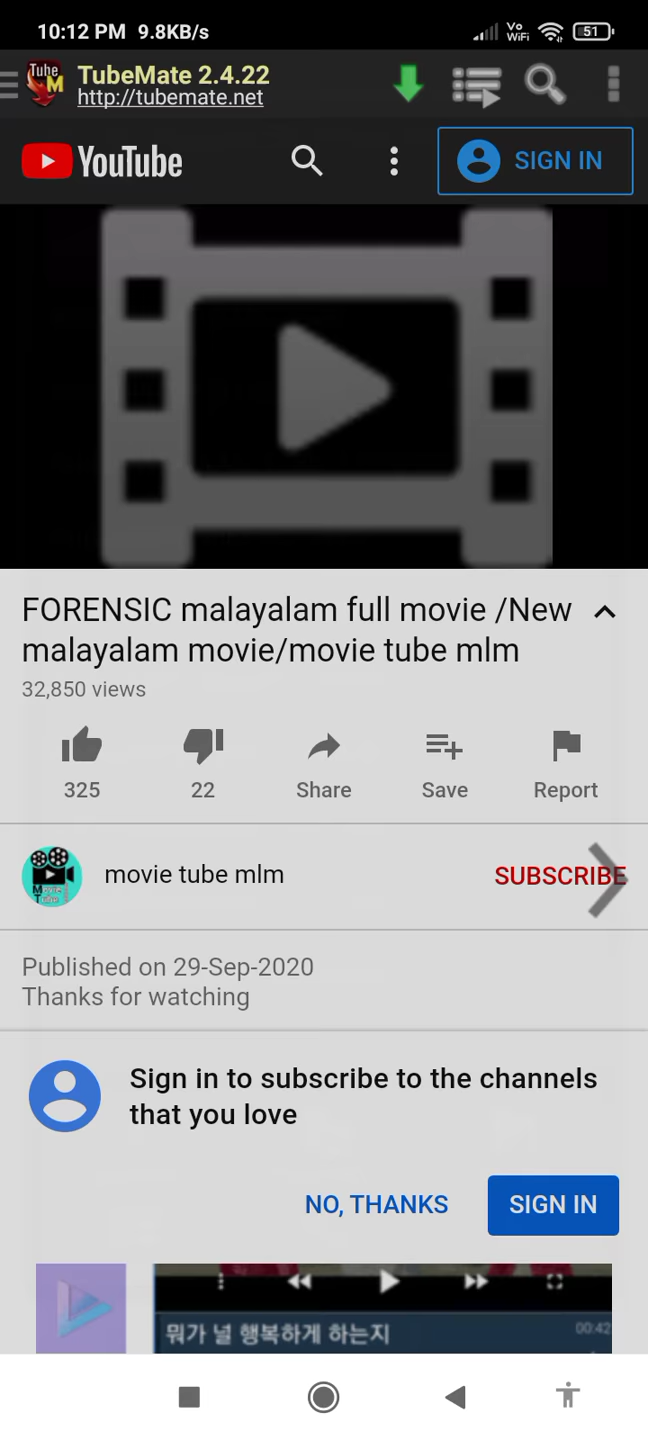 10:12 PM 9.8KB/s
Vo
WiFi
51
Tube
M
TubeMate 2.4.22
http://tubemate.net
YouTube
SIGN IN
FORENSIC malayalam full movie /New
malayalam movie/movie tube mlm
32,850 views
325
22
Share
Save
Report
Movie
Tube
movie tube mlm
SUBSCRIBE
Published on 29-Sep-2020
Thanks for watching
Sign in to subscribe to the channels
that you love
NO, THANKS
SIGN IN
뭐가 널 행복하게 하는지
00:42